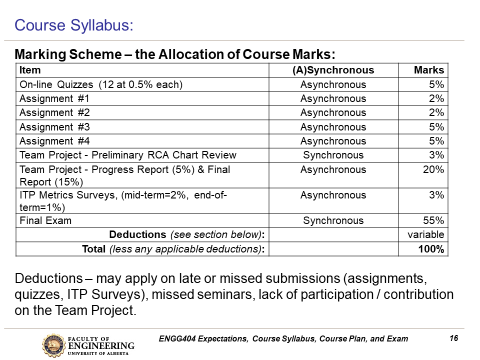 Course Syllabus:
Marking Scheme – the Allocation of Course Marks:
Item (A)Synchronous Marks
On-line Quizzes (12 at 0.5% each) Asynchronous 5%
Assignment #1 Asynchronous 2%
Assignment #2 Asynchronous 2%
Assignment #3 Asynchronous 5%
Assignment #4 Asynchronous 5%
Team Project - Preliminary RCA Chart Review Synchronous 3%
Team Project - Progress Report (5%) & Final Asynchronous 20%
Report (15%)
ITP Metrics Surveys, (mid-term=2%, end-of- Asynchronous 3%
term=1%)
Final Exam Synchronous 55%
Deductions (see section below): variable
Total (less any applicable deductions): 100%
Deductions – may apply on late or missed submissions (assignments,
quizzes, ITP Surveys), missed seminars, lack of participation / contribution
on the Team Project.
FACULTY OF
ENGINEERING
UNIVERSITY OF ALBERTA
ENGG404 Expectations, Course Syllabus, Course Plan, and Exam 16